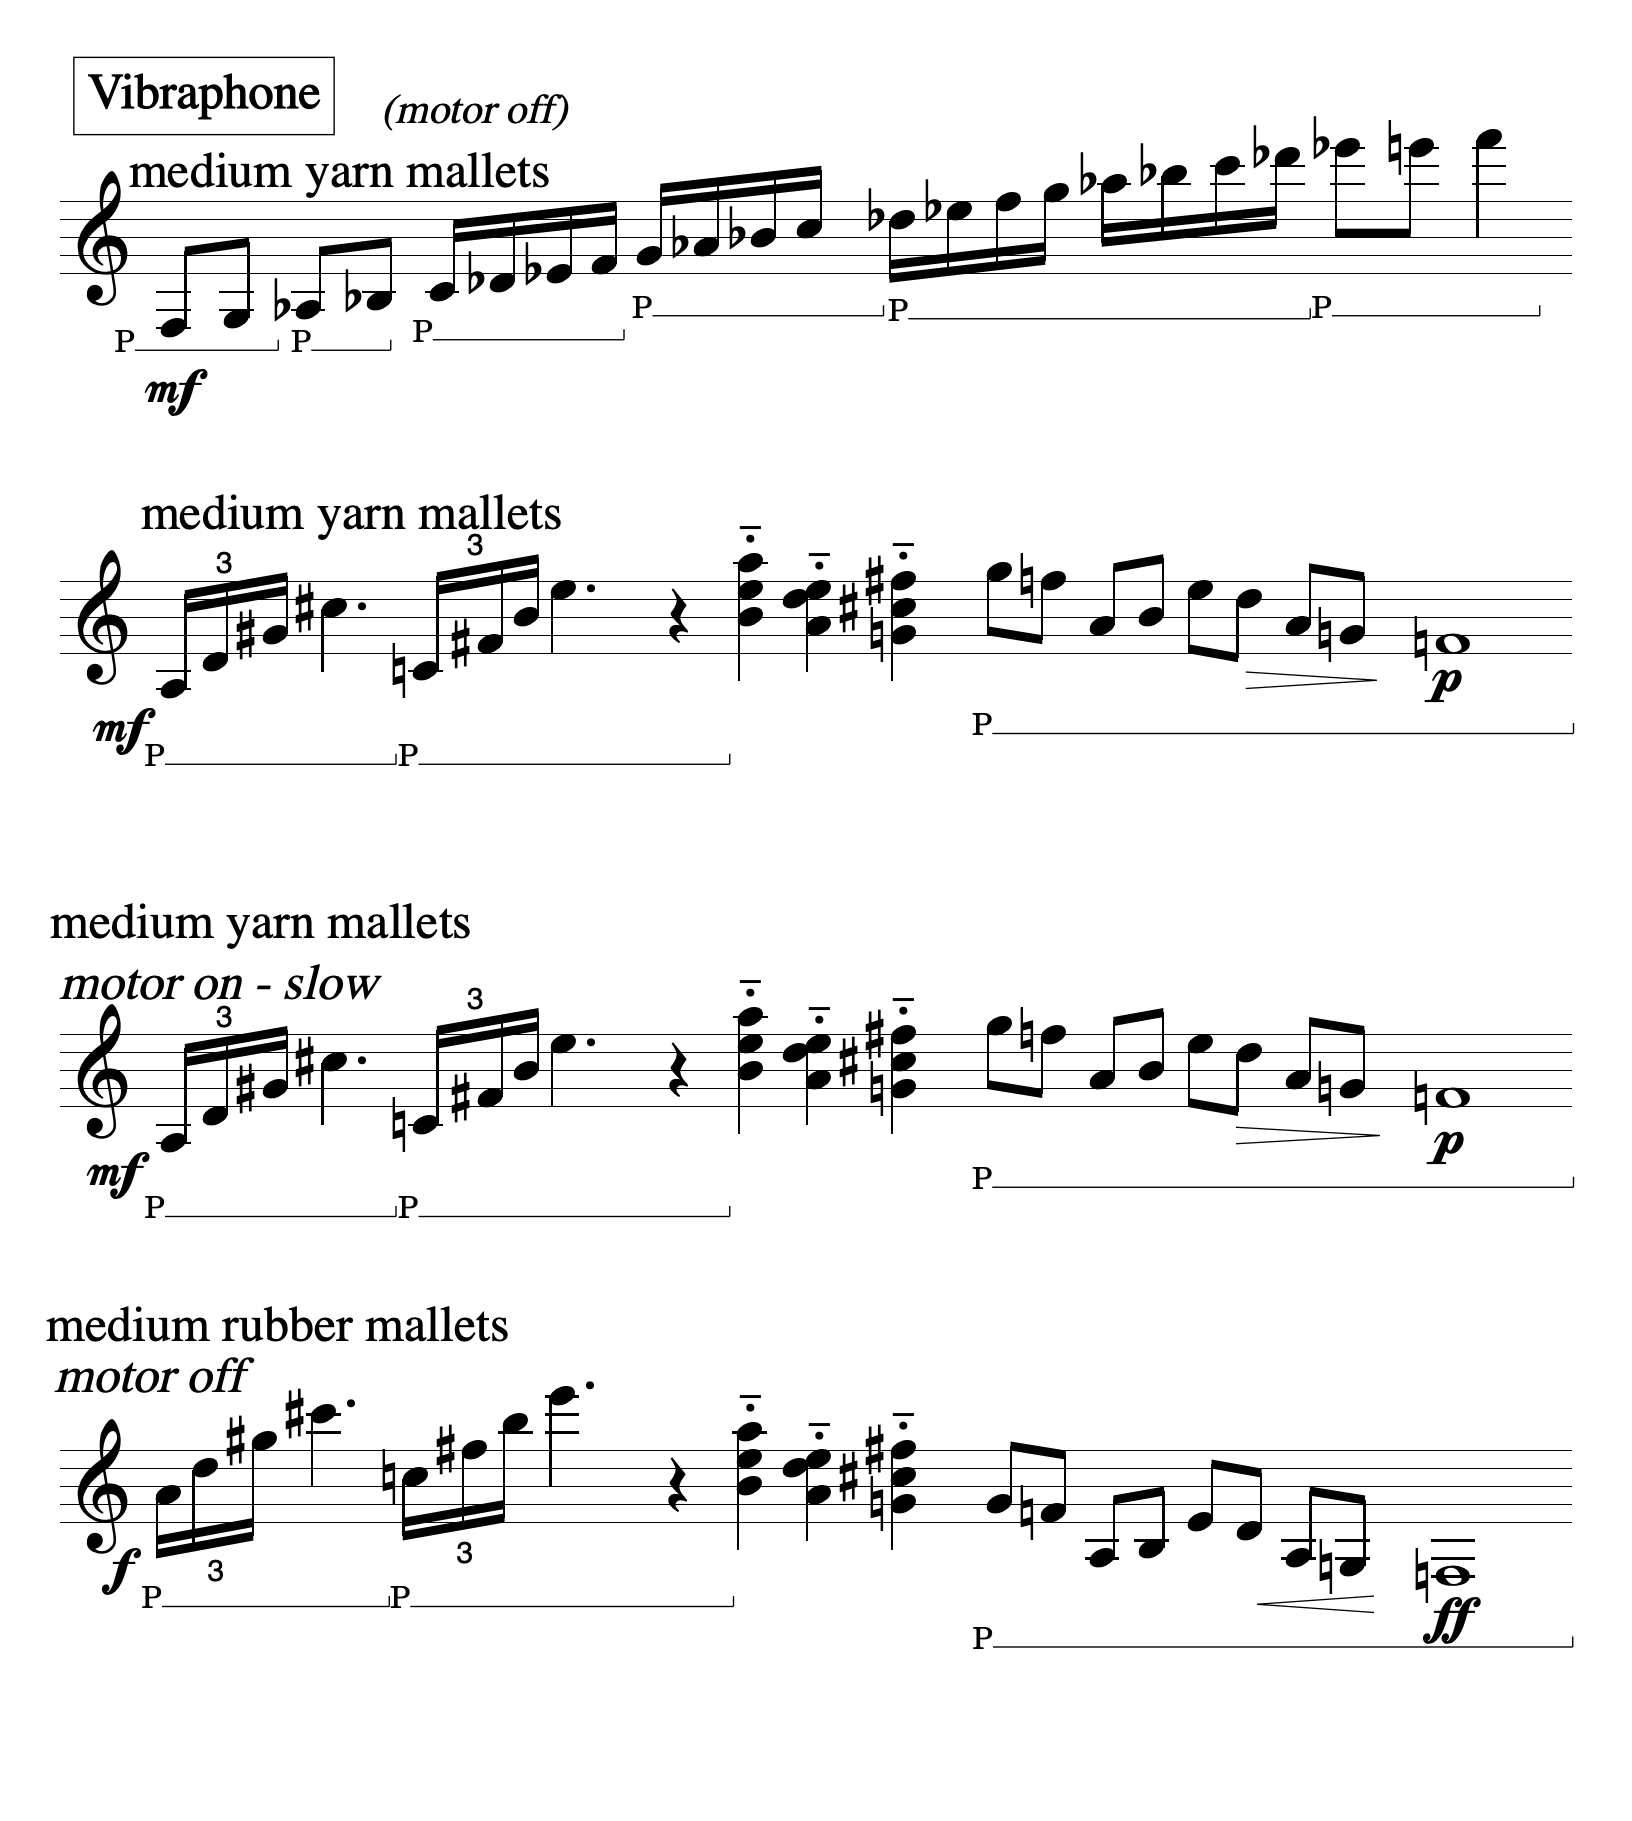 Vibraphone
(motor off)
medium yarn mallets
P P P P P P
mf
medium yarn mallets
3 3
p
mf
P
P P
medium yarn mallets
motor on - slow
3 3
p
mf
P
P P
medium rubber mallets
motor off
3
f 3
P P
ff
P